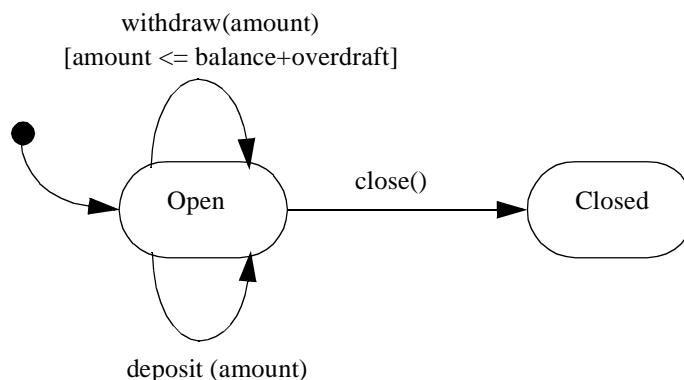 withdraw(amount)
[amount <= balance+overdraft]
Open
close()
Closed
deposit (amount)